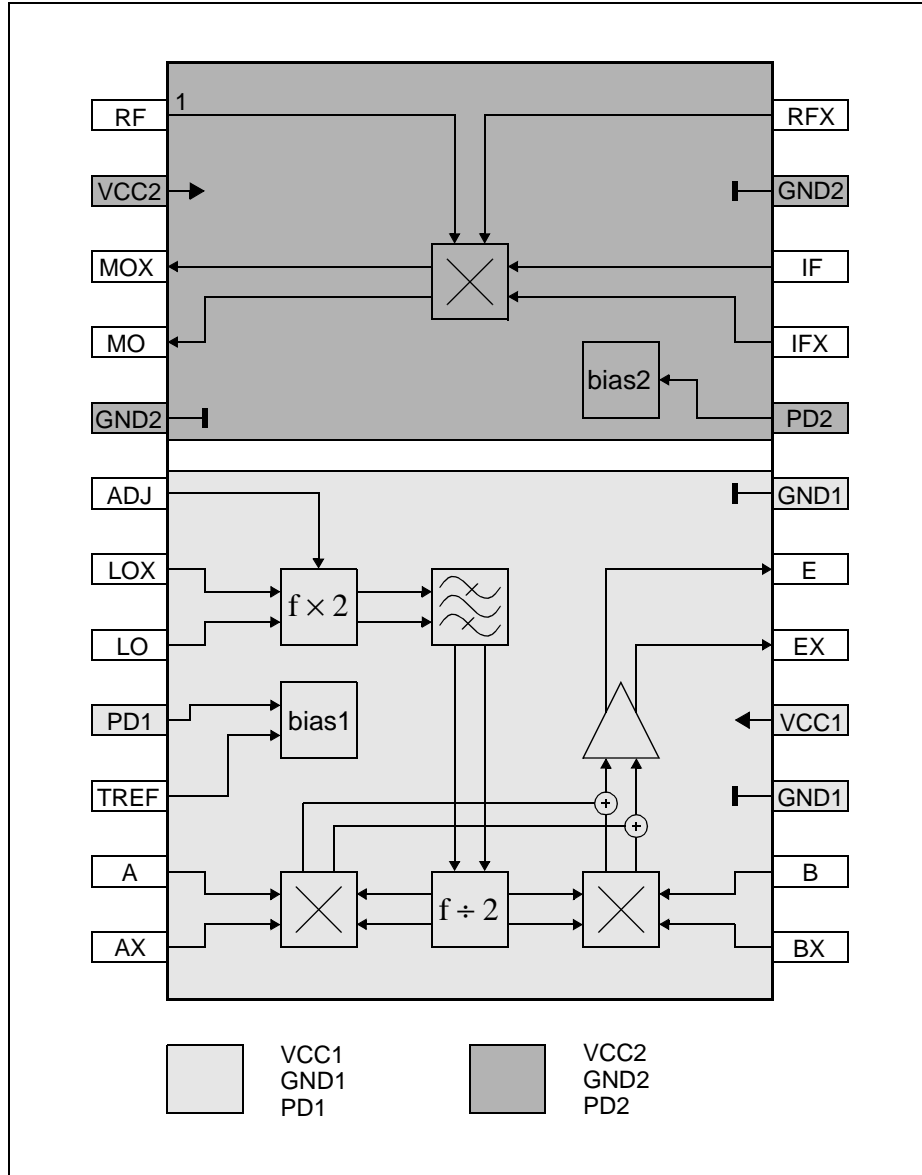 RF
1
RFX
VCC2
GND2
MOX
IF
MO
IFX
bias2
GND2
PD2
ADJ
GND1
LOX
E
f × 2
LO
EX
PD1
bias1
VCC1
TREF
GND1
+
+
A
B
f ÷ 2
AX
BX
VCC1
GND1
PD1
VCC2
GND2
PD2